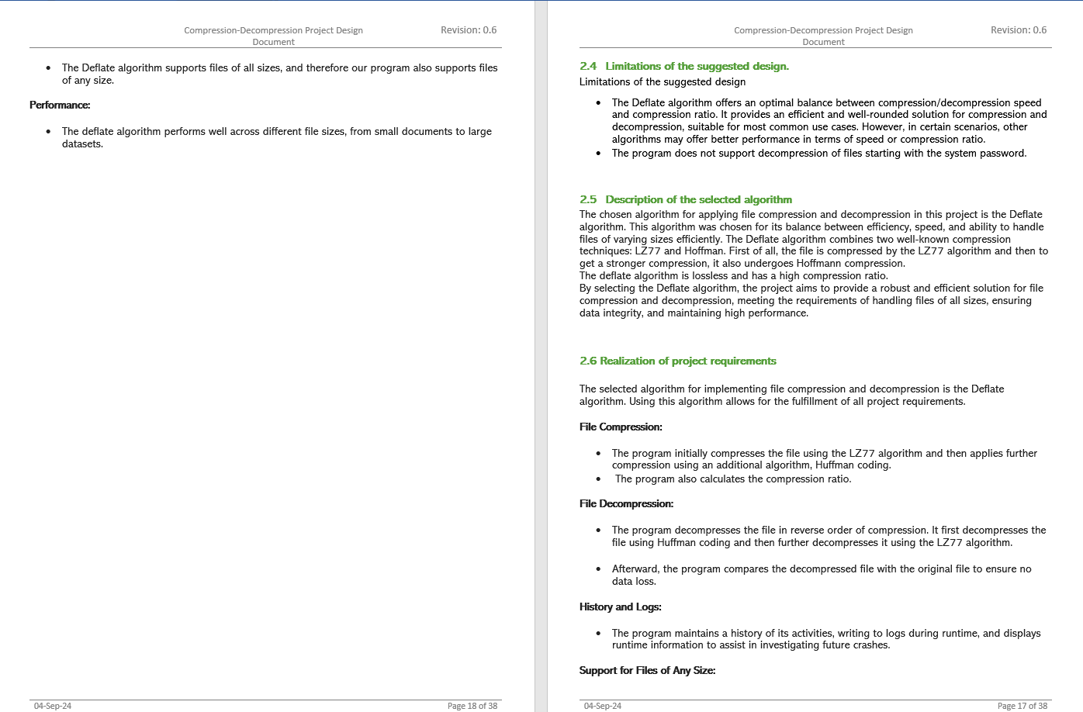 Compression-Decompression Project Design
Document
Revision: 0.6
• The Deflate algorithm supports files of all sizes, and therefore our program also supports files
of any size.
Performance:
• The deflate algorithm performs well across different file sizes, from small documents to large
datasets.
04-Sep-24
Page 18 of 38
Compression-Decompression Project Design
Document
Revision: 0.6
2.4 Limitations of the suggested design.
Limitations of the suggested design
• The Deflate algorithm offers an optimal balance between compression/decompression speed
and compression ratio. It provides an efficient and well-rounded solution for compression and
decompression, suitable for most common use cases. However, in certain scenarios, other
algorithms may offer better performance in terms of speed or compression ratio.
• The program does not support decompression of files starting with the system password.
2.5 Description of the selected algorithm
The chosen algorithm for applying file compression and decompression in this project is the Deflate
algorithm. This algorithm was chosen for its balance between efficiency, speed, and ability to handle
files of varying sizes efficiently. The Deflate algorithm combines two well-known compression
techniques: LZ77 and Hoffman. First of all, the file is compressed by the LZ77 algorithm and then to
get a stronger compression, it also undergoes Hoffmann compression.
The deflate algorithm is lossless and has a high compression ratio.
By selecting the Deflate algorithm, the project aims to provide a robust and efficient solution for file
compression and decompression, meeting the requirements of handling files of all sizes, ensuring
data integrity, and maintaining high performance.
2.6 Realization of project requirements
The selected algorithm for implementing file compression and decompression is the Deflate
algorithm. Using this algorithm allows for the fulfillment of all project requirements.
File Compression:
• The program initially compresses the file using the LZ77 algorithm and then applies further
compression using an additional algorithm, Huffman coding.
• The program also calculates the compression ratio.
File Decompression:
• The program decompresses the file in reverse order of compression. It first decompresses the
file using Huffman coding and then further decompresses it using the LZ77 algorithm.
• Afterward, the program compares the decompressed file with the original file to ensure no
data loss.
History and Logs:
• The program maintains a history of its activities, writing to logs during runtime, and displays
runtime information to assist in investigating future crashes.
Support for Files of Any Size:
04-Sep-24
Page 17 of 38